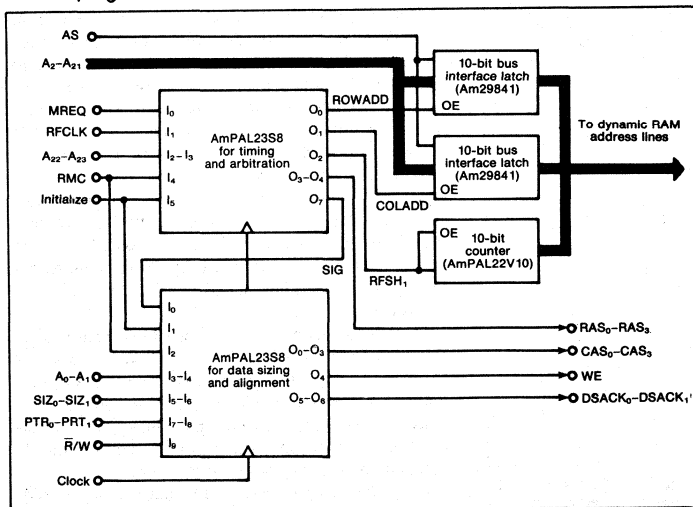 AS
A₂–A₂₁
MREQ
RFCLK
A₂₂–A₂₃
RMC
Initialize
I₀
I₁
I₂–I₃
I₄
I₅
AmPAL23S8
for timing
and arbitration
O₀
O₁
O₂
O₃–O₄
O₇
ROWADD
COLADD
RFSH₁
SIG
10-bit bus
interface latch
(Am29841)
OE
10-bit bus
interface latch
(Am29841)
OE
OE
10-bit
counter
(AmPAL22V10)
To dynamic RAM
address lines
I₀
I₁
I₂
I₃–I₄
I₅–I₆
I₇–I₈
I₉
AmPAL23S8
for data sizing
and alignment
O₀–O₃
O₄
O₅–O₆
A₀–A₁
SIZ₀–SIZ₁
PTR₀–PRT₁
R̅/W
Clock
RAS₀–RAS₃
CAS₀–CAS₃
WE
DSACK₀–DSACK₁'